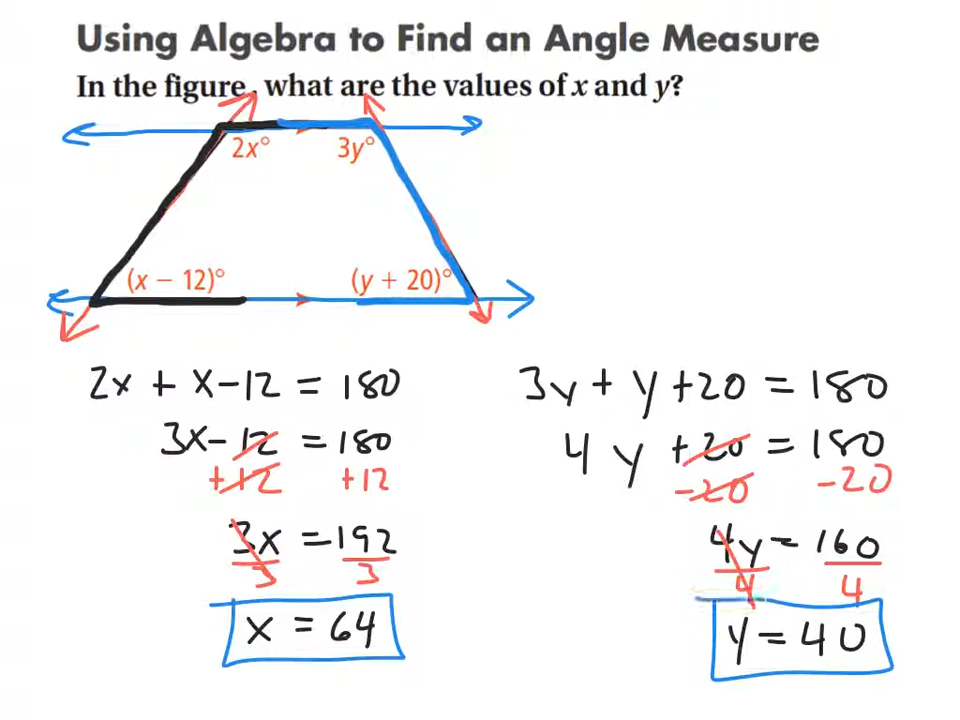 Using Algebra to Find an Angle Measure
In the figure, what are the values of x and y?
2x° 3y°
(x − 12)° (y + 20)°
2x + x − 12 = 180
3x − 12 = 180
+12 +12
3x = 192
3 3
x = 64
3y + y + 20 = 180
4y + 20 = 180
−20 −20
4y = 160
4 4
y = 40